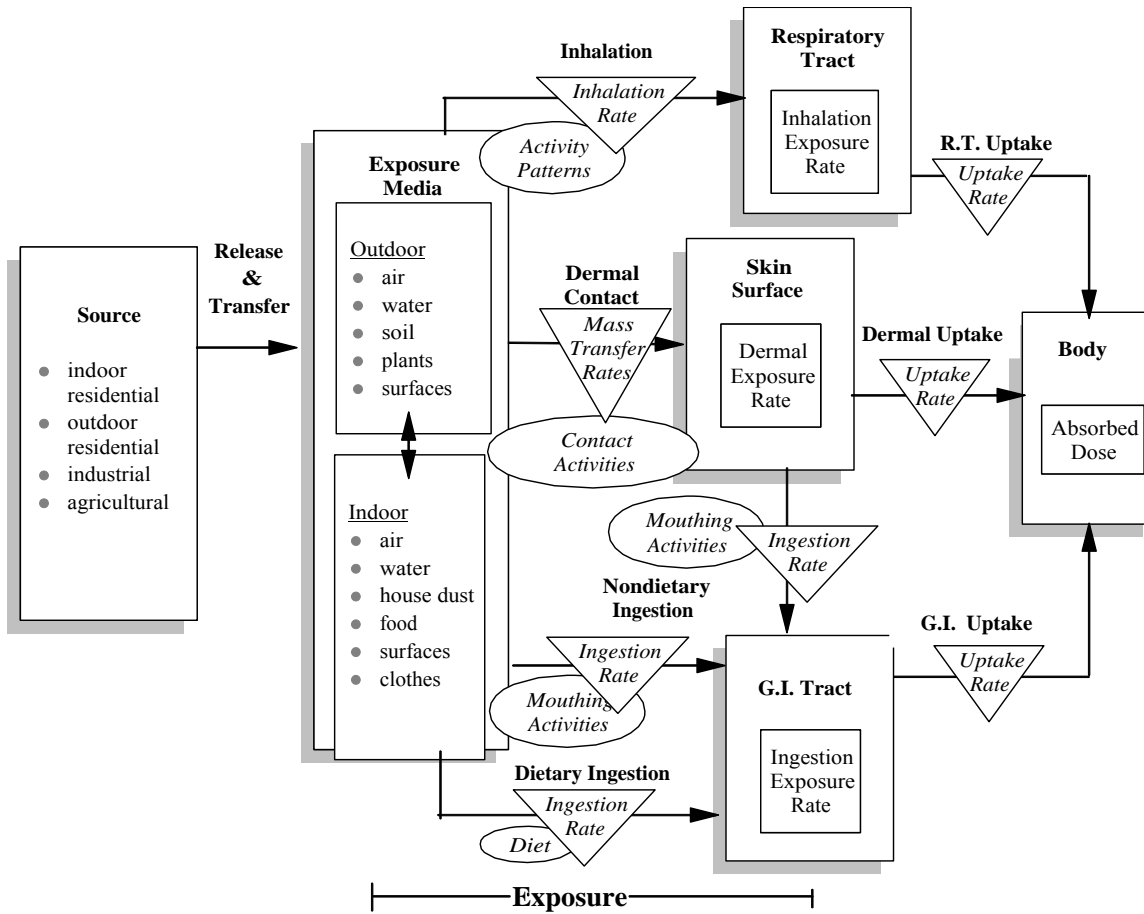 Source
indoor
residential
outdoor
residential
industrial
agricultural
Release
&
Transfer
Exposure
Media
Outdoor
air
water
soil
plants
surfaces
Indoor
air
water
house dust
food
surfaces
clothes
Inhalation
Inhalation
Rate
Activity
Patterns
Dermal
Contact
Mass
Transfer
Rates
Contact
Activities
Nondietary
Ingestion
Ingestion
Rate
Mouthing
Activities
Dietary Ingestion
Ingestion
Rate
Diet
Respiratory
Tract
Inhalation
Exposure
Rate
Skin
Surface
Dermal
Exposure
Rate
Mouthing
Activities
Ingestion
Rate
G.I. Tract
Ingestion
Exposure
Rate
R.T. Uptake
Uptake
Rate
Dermal Uptake
Uptake
Rate
G.I. Uptake
Uptake
Rate
Body
Absorbed
Dose
Exposure